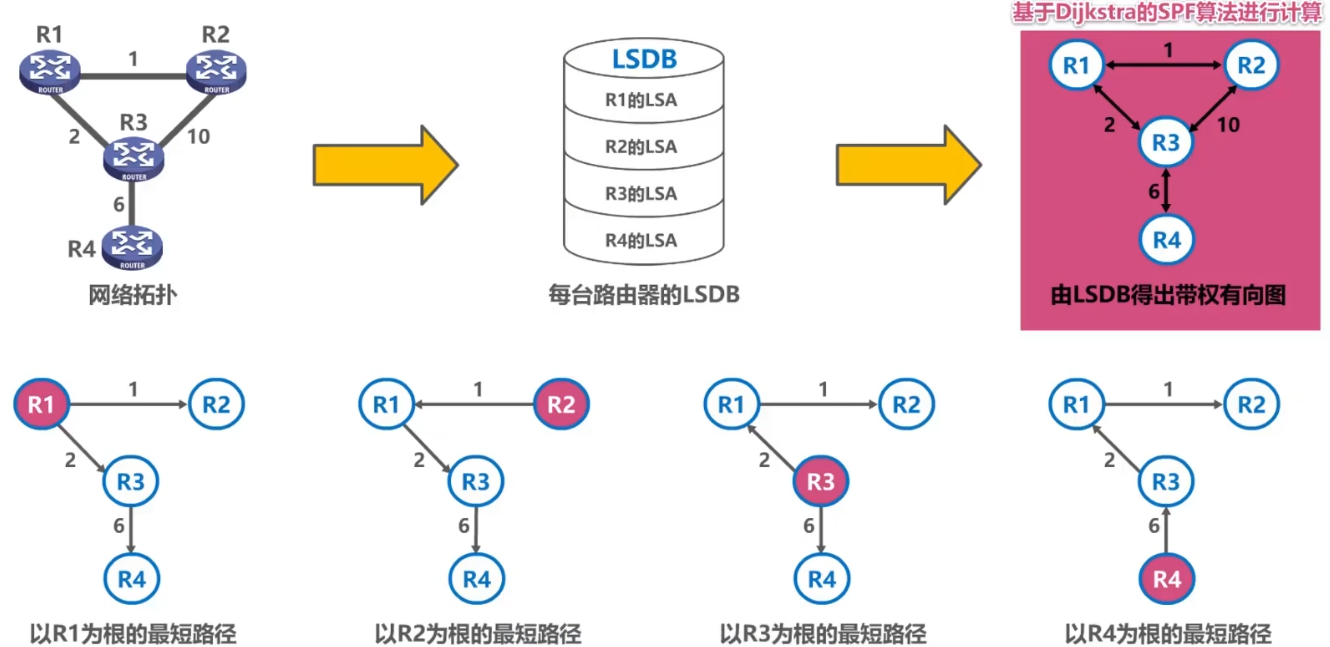 基于Dijkstra的SPF算法进行计算
R1
R2
1
ROUTER
ROUTER
2
R3
10
ROUTER
6
R4
ROUTER
网络拓扑
LSDB
R1的LSA
R2的LSA
R3的LSA
R4的LSA
每台路由器的LSDB
R1
1
R2
2
10
R3
6
R4
由LSDB得出带权有向图
R1
1
R2
2
R3
6
R4
以R1为根的最短路径
R1
1
R2
2
R3
6
R4
以R2为根的最短路径
R1
1
R2
2
R3
6
R4
以R3为根的最短路径
R1
1
R2
2
R3
6
R4
以R4为根的最短路径